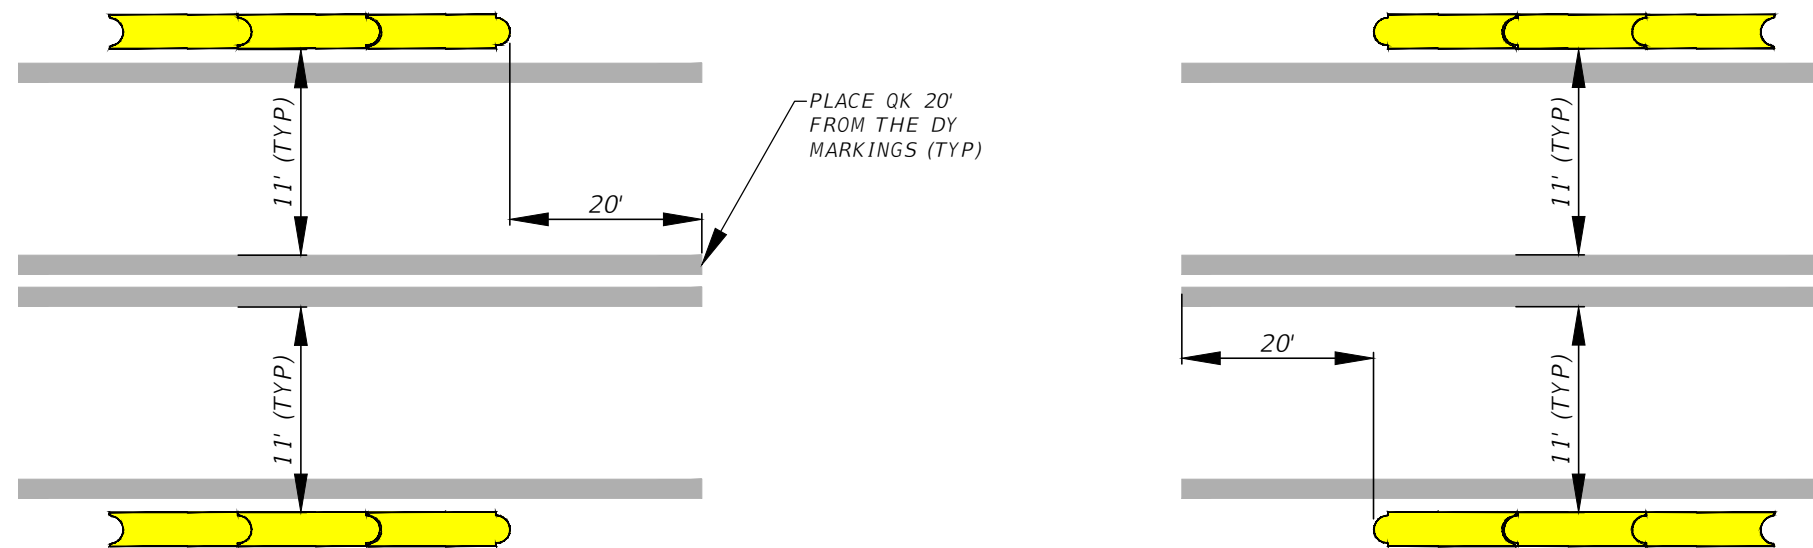 11' (TYP)
20'
PLACE QK 20'
FROM THE DY
MARKINGS (TYP)
11' (TYP)
11' (TYP)
20'
11' (TYP)